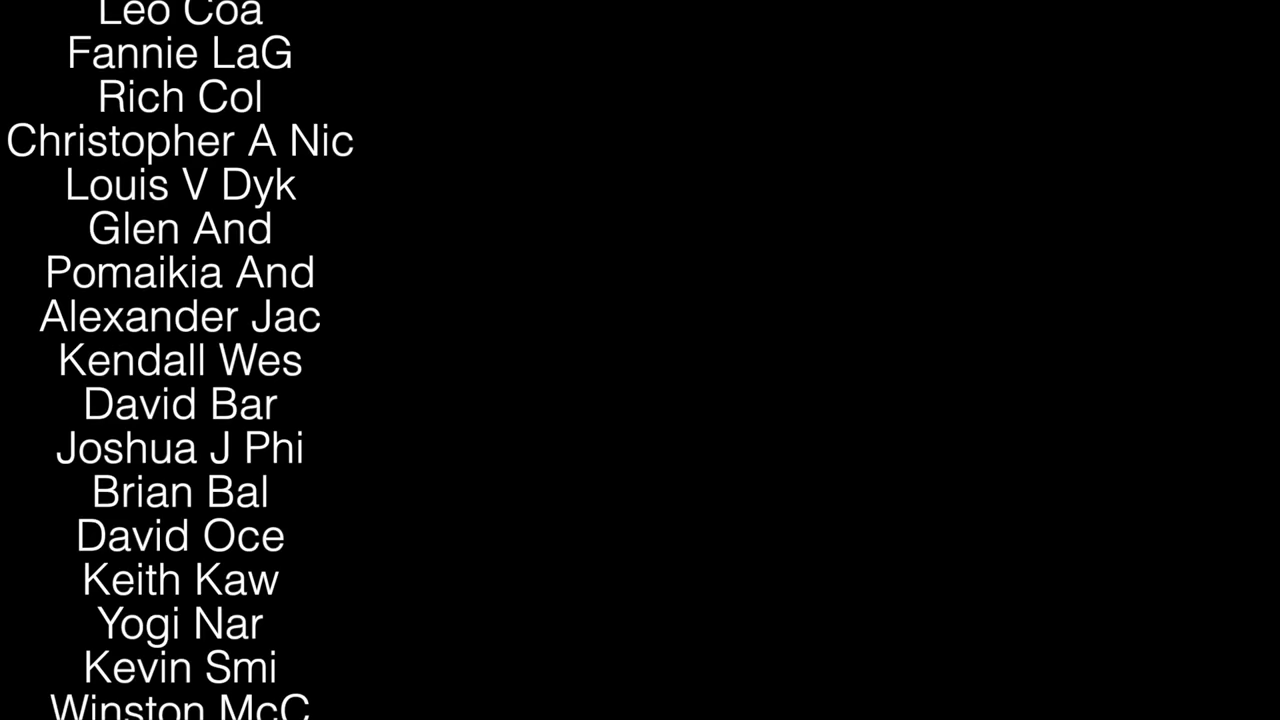 Leo Coa
Fannie LaG
Rich Col
Christopher A Nic
Louis V Dyk
Glen And
Pomaikia And
Alexander Jac
Kendall Wes
David Bar
Joshua J Phi
Brian Bal
David Oce
Keith Kaw
Yogi Nar
Kevin Smi
Winston McC